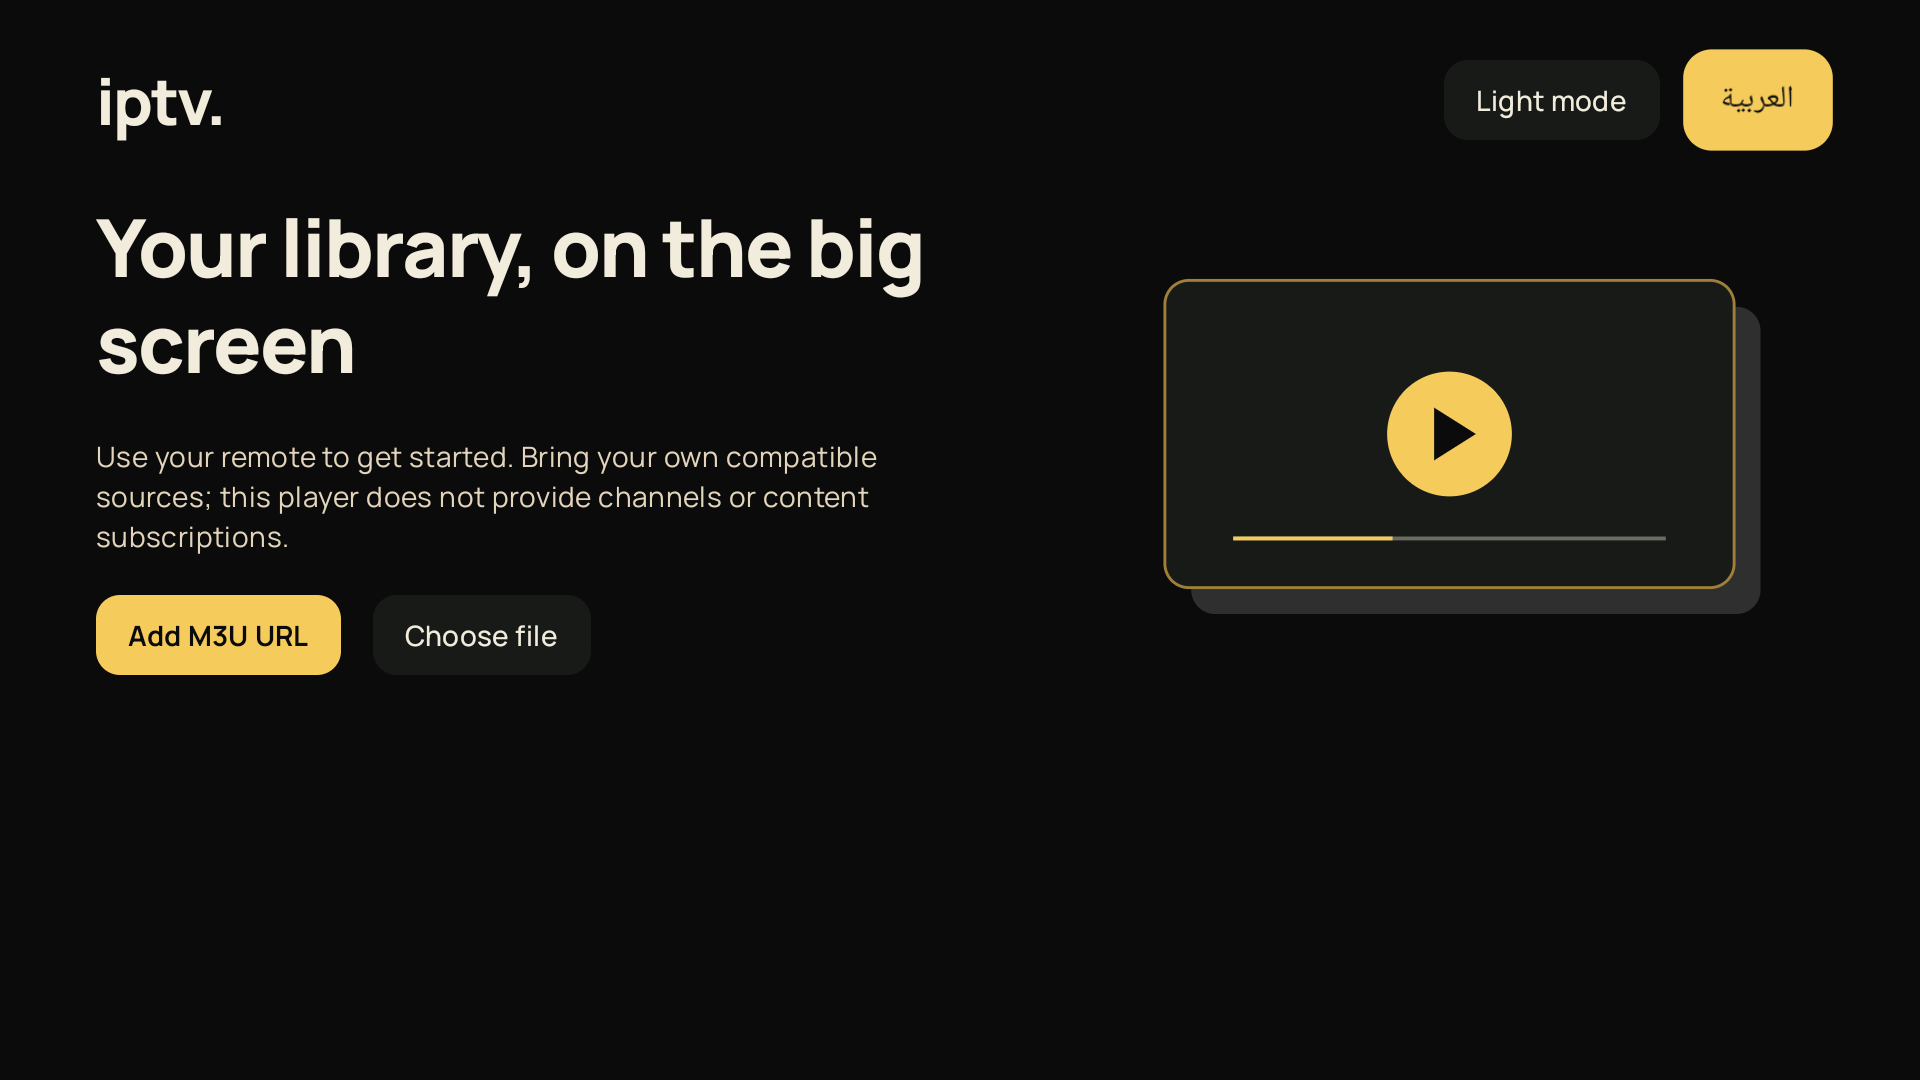 iptv.
Light mode
العربية
Your library, on the big
screen
Use your remote to get started. Bring your own compatible
sources; this player does not provide channels or content
subscriptions.
Add M3U URL
Choose file